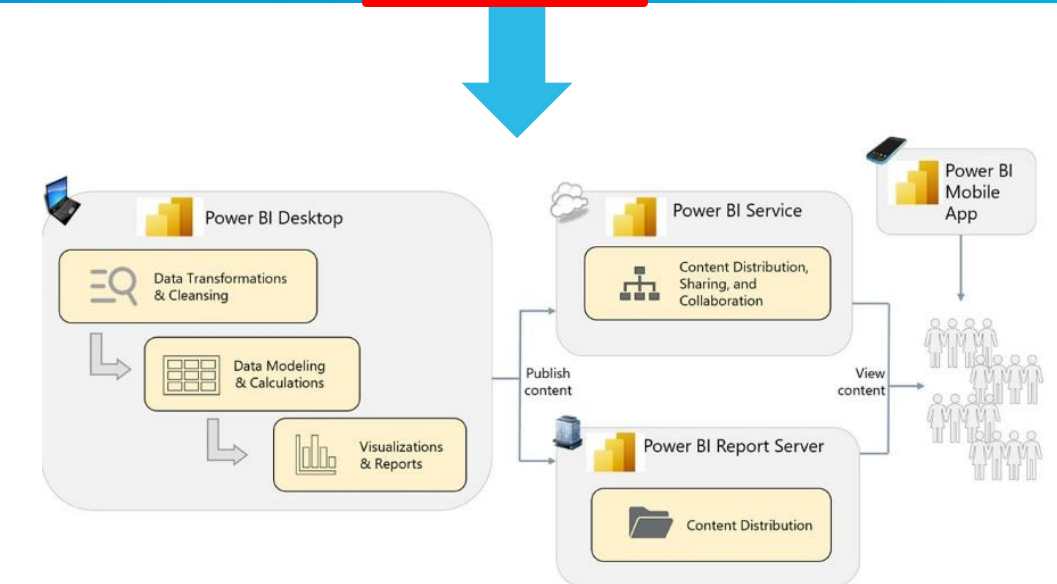 Power BI Desktop
Data Transformations
& Cleansing
Data Modeling
& Calculations
Visualizations
& Reports
Publish
content
Power BI Service
Content Distribution,
Sharing, and
Collaboration
Power BI Report Server
Content Distribution
View
content
Power BI
Mobile
App